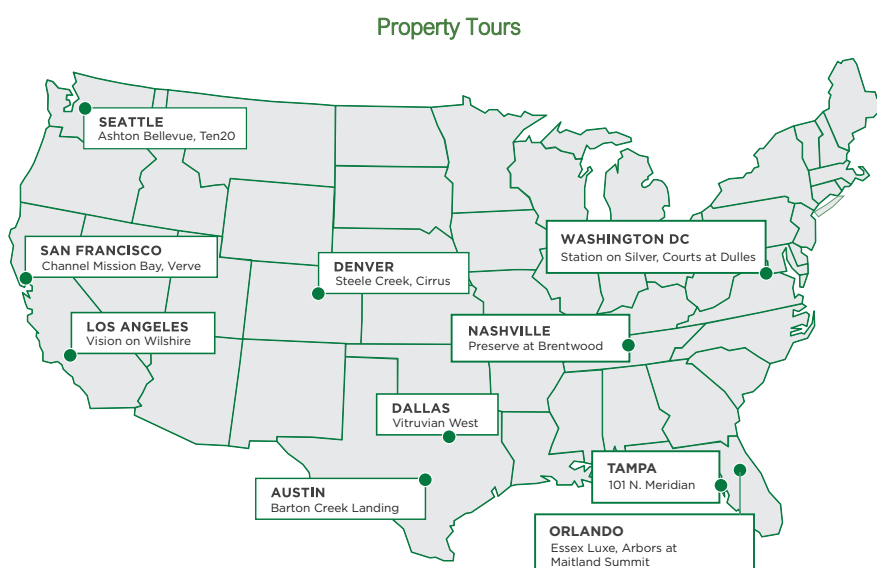 Property Tours
SEATTLE
Ashton Bellevue, Ten20
SAN FRANCISCO
Channel Mission Bay, Verve
LOS ANGELES
Vision on Wilshire
DENVER
Steele Creek, Cirrus
WASHINGTON DC
Station on Silver, Courts at Dulles
NASHVILLE
Preserve at Brentwood
DALLAS
Vitruvian West
AUSTIN
Barton Creek Landing
TAMPA
101 N. Meridian
ORLANDO
Essex Luxe, Arbors at
Maitland Summit